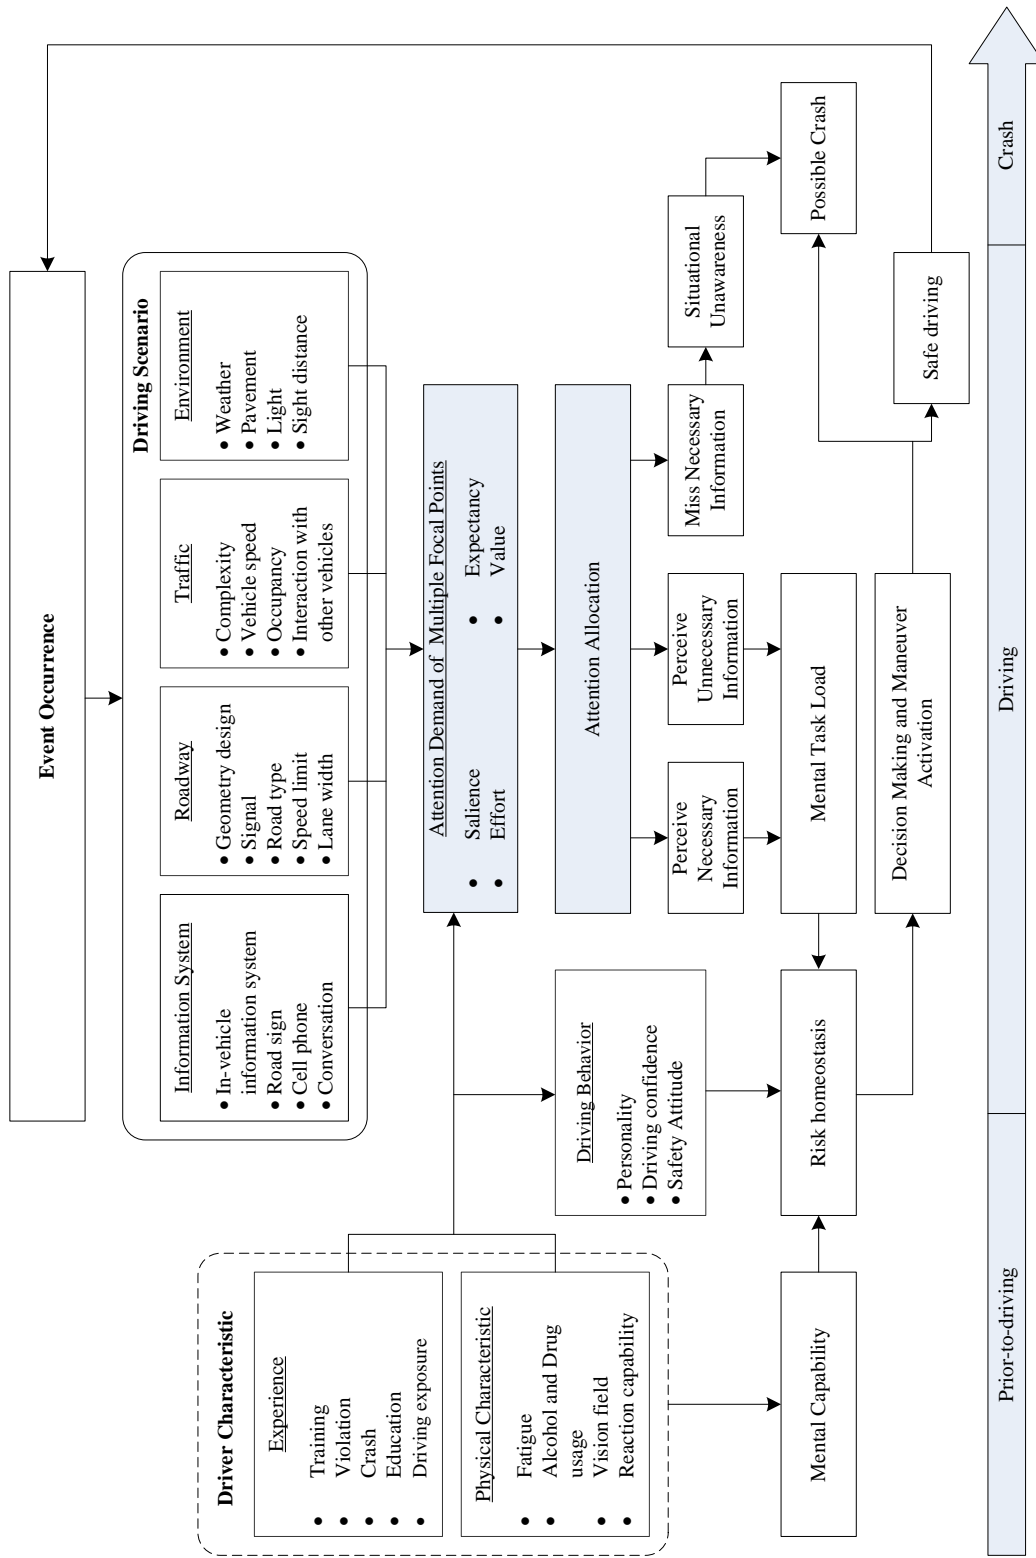 Event Occurrence
Driving Scenario
Information System
• In-vehicle
information system
• Road sign
• Cell phone
• Conversation
Roadway
• Geometry design
• Signal
• Road type
• Speed limit
• Lane width
Traffic
• Complexity
• Vehicle speed
• Occupancy
• Interaction with
other vehicles
Environment
• Weather
• Pavement
• Light
• Sight distance
Driver Characteristic
Experience
• Training
• Violation
• Crash
• Education
• Driving exposure
Physical Characteristic
• Fatigue
• Alcohol and Drug
usage
• Vision field
• Reaction capability
Attention Demand of Multiple Focal Points
• Salience
• Effort
• Expectancy
• Value
Attention Allocation
Driving Behavior
• Personality
• Driving confidence
• Safety Attitude
Perceive
Necessary
Information
Perceive
Unnecessary
Information
Miss Necessary
Information
Situational
Unawareness
Mental Capability
Risk homeostasis
Mental Task Load
Possible Crash
Decision Making and Maneuver
Activation
Safe driving
Prior-to-driving
Driving
Crash